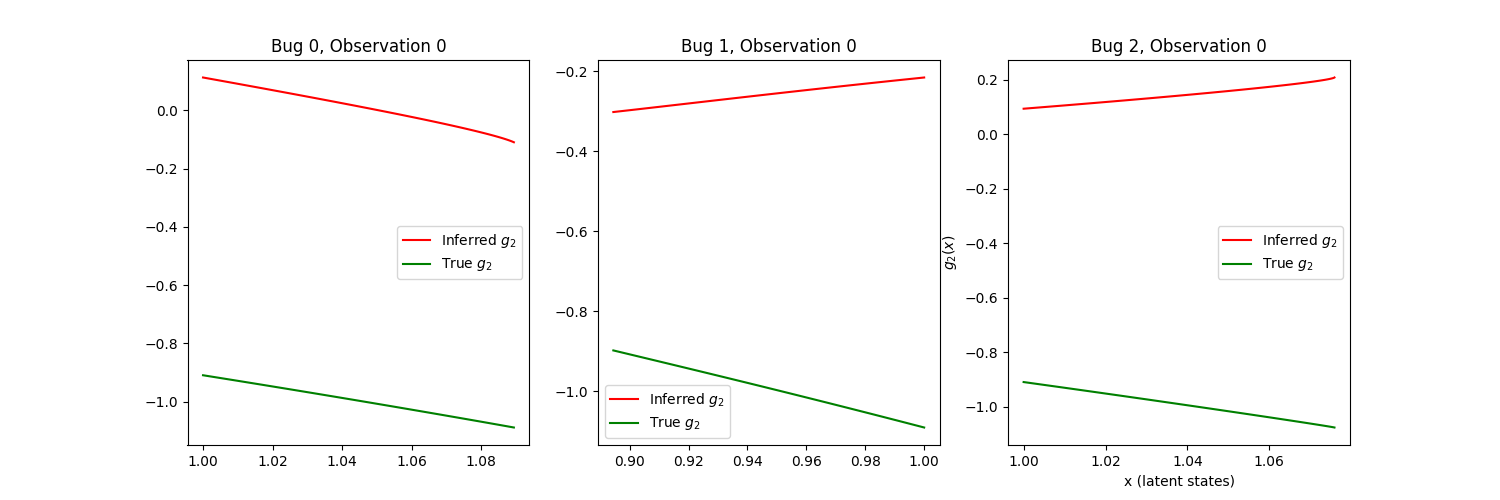 Bug 0, Observation 0
0.0
−0.2
−0.4
−0.6
−0.8
−1.0
1.00 1.02 1.04 1.06 1.08
Inferred g₂
True g₂
Bug 1, Observation 0
−0.2
−0.4
−0.6
−0.8
−1.0
0.90 0.92 0.94 0.96 0.98 1.00
Inferred g₂
True g₂
Bug 2, Observation 0
g₂(x)
0.2
0.0
−0.2
−0.4
−0.6
−0.8
−1.0
1.00 1.02 1.04 1.06
x (latent states)
Inferred g₂
True g₂